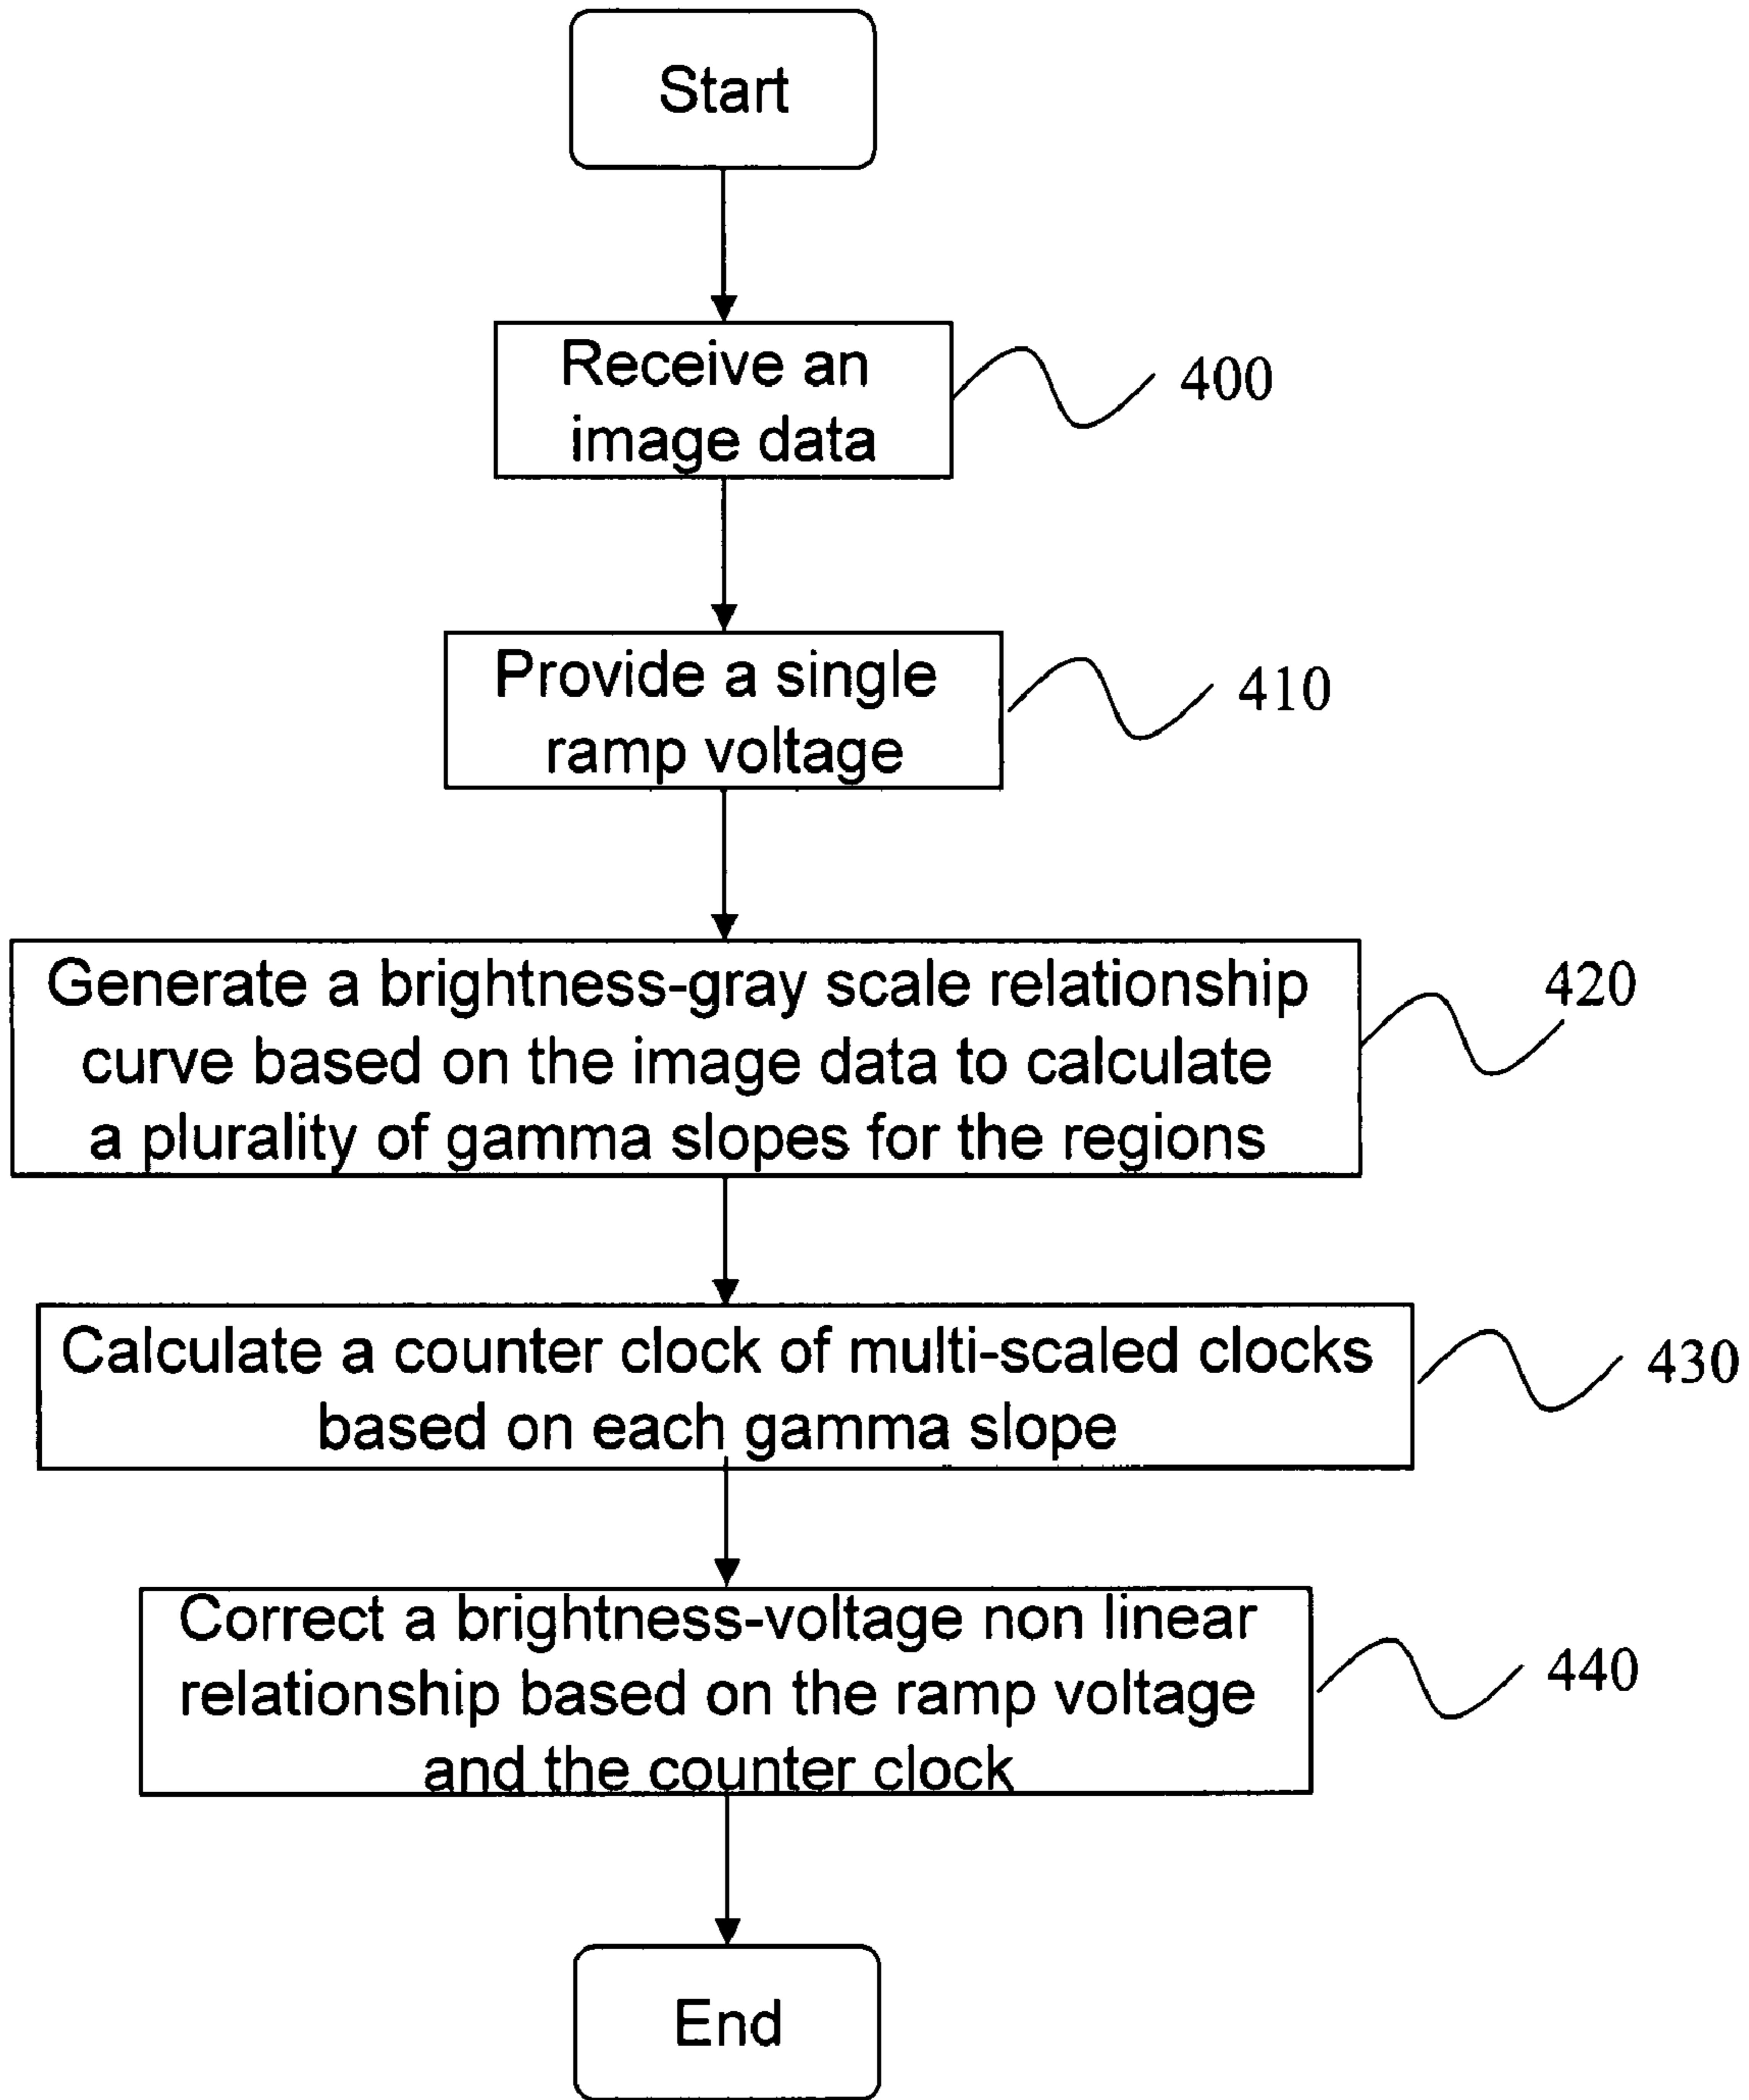 Start
Receive an
image data
400
Provide a single
ramp voltage
410
Generate a brightness-gray scale relationship
curve based on the image data to calculate
a plurality of gamma slopes for the regions
420
Calculate a counter clock of multi-scaled clocks
based on each gamma slope
430
Correct a brightness-voltage non linear
relationship based on the ramp voltage
and the counter clock
440
End